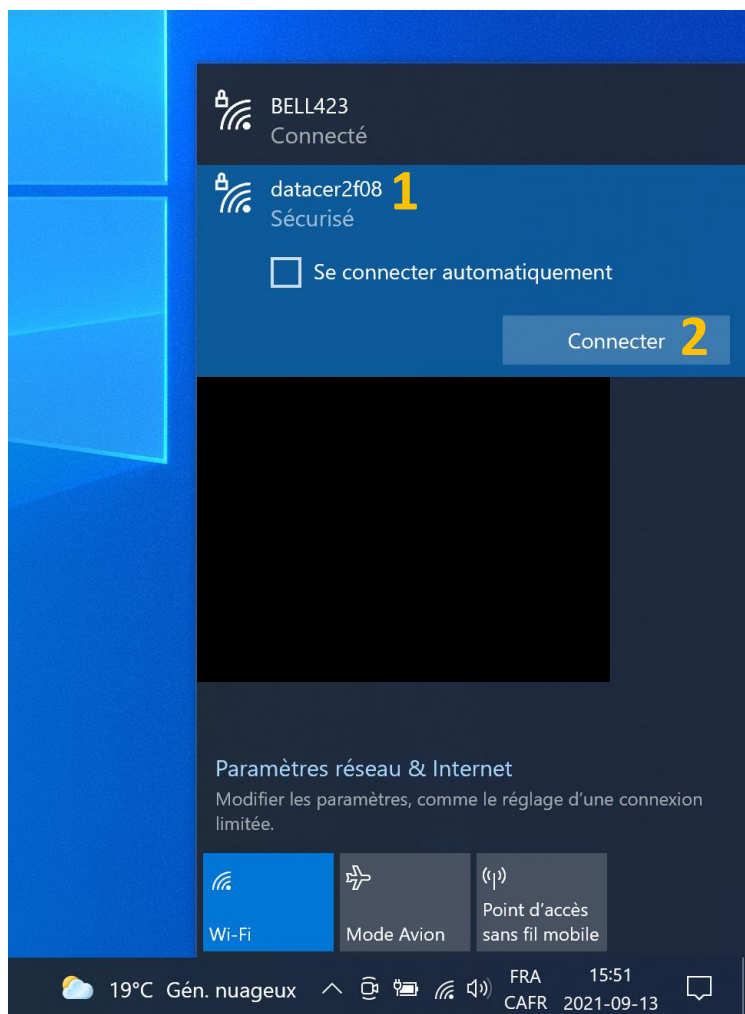 BELL423
Connecté
datacer2f08 1
Sécurisé
Se connecter automatiquement
Connecter 2
Paramètres réseau & Internet
Modifier les paramètres, comme le réglage d'une connexion
limitée.
Wi-Fi
Mode Avion
Point d'accès
sans fil mobile
19°C Gén. nuageux
FRA
CAFR
15:51
2021-09-13